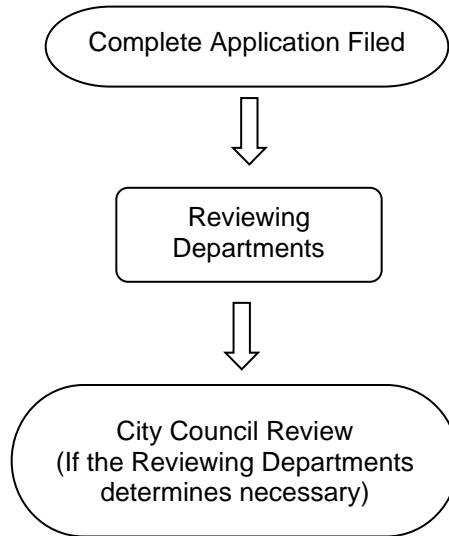 Complete Application Filed
Reviewing
Departments
City Council Review
(If the Reviewing Departments
determines necessary)